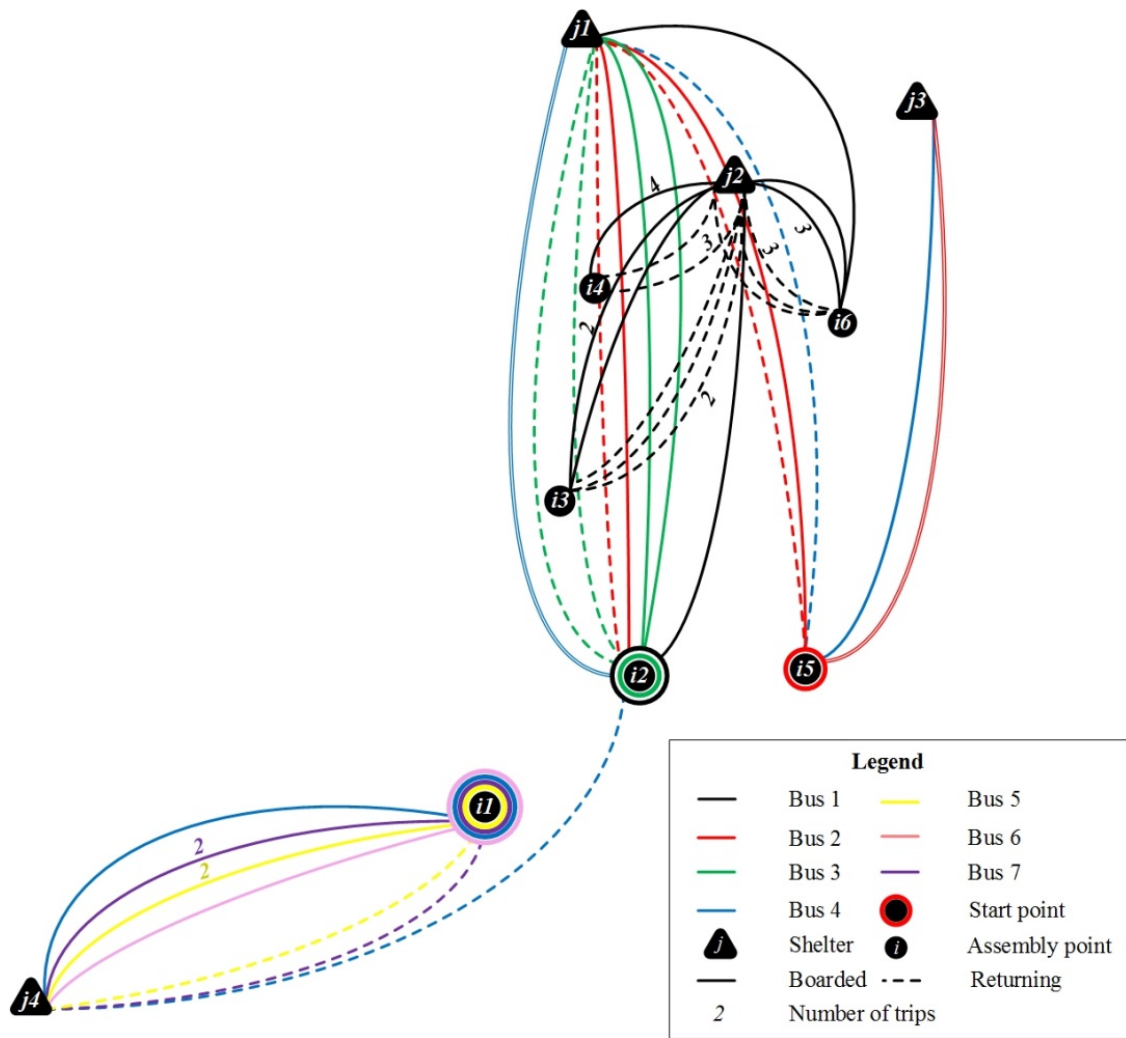 j1
j3
j2
4
3
3
3
i4
i6
2
2
i3
i2
i5
i1
2
2
j4
Legend
Bus 1 Bus 5
Bus 2 Bus 6
Bus 3 Bus 7
Bus 4 Start point
j Shelter i Assembly point
Boarded Returning
2 Number of trips